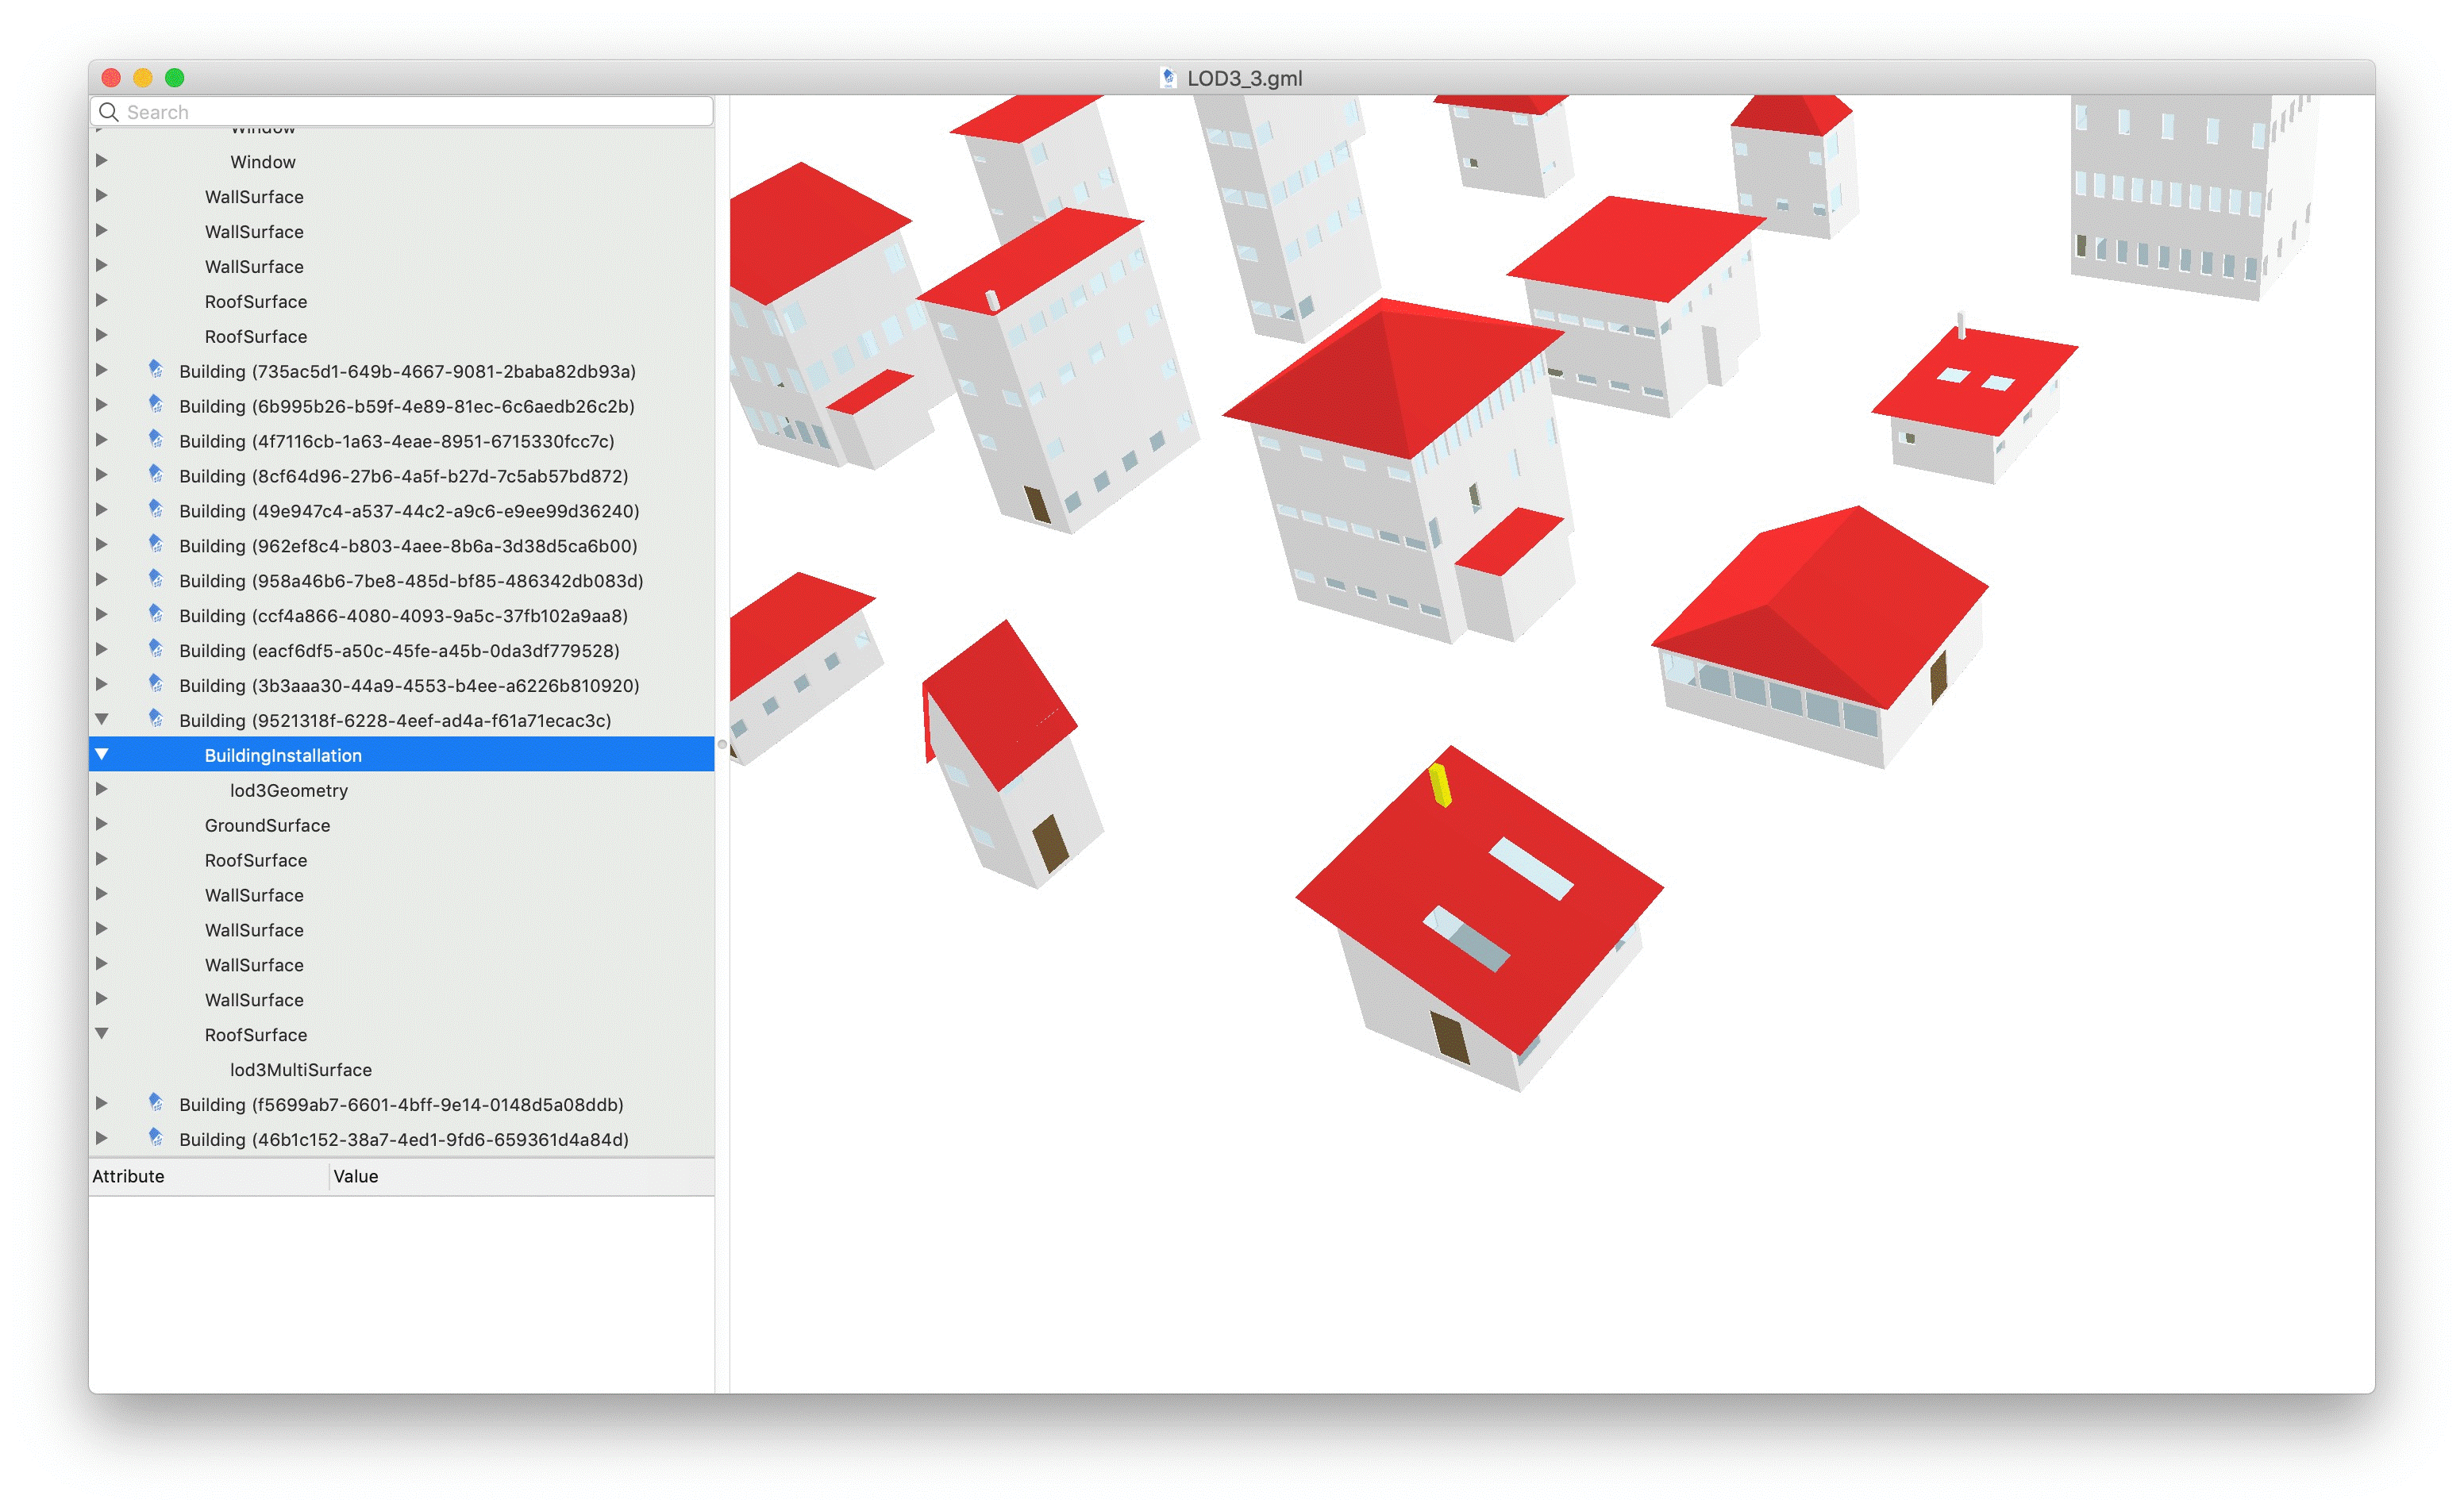 LOD3_3.gml
Search
Window
Window
WallSurface
WallSurface
WallSurface
RoofSurface
RoofSurface
Building (735ac5d1-649b-4667-9081-2baba82db93a)
Building (6b995b26-b59f-4e89-81ec-6c6aedb26c2b)
Building (4f7116cb-1a63-4eae-8951-6715330fcc7c)
Building (8cf64d96-27b6-4a5f-b27d-7c5ab57bd872)
Building (49e947c4-a537-44c2-a9c6-e9ee99d36240)
Building (962ef8c4-b803-4aee-8b6a-3d38d5ca6b00)
Building (958a46b6-7be8-485d-bf85-486342db083d)
Building (ccf4a866-4080-4093-9a5c-37fb102a9aa8)
Building (eacf6df5-a50c-45fe-a45b-0da3df779528)
Building (3b3aaa30-44a9-4553-b4ee-a6226b810920)
Building (9521318f-6228-4eef-ad4a-f61a71ecac3c)
BuildingInstallation
lod3Geometry
GroundSurface
RoofSurface
WallSurface
WallSurface
WallSurface
WallSurface
RoofSurface
lod3MultiSurface
Building (f5699ab7-6601-4bff-9e14-0148d5a08ddb)
Building (46b1c152-38a7-4ed1-9fd6-659361d4a84d)
Attribute Value